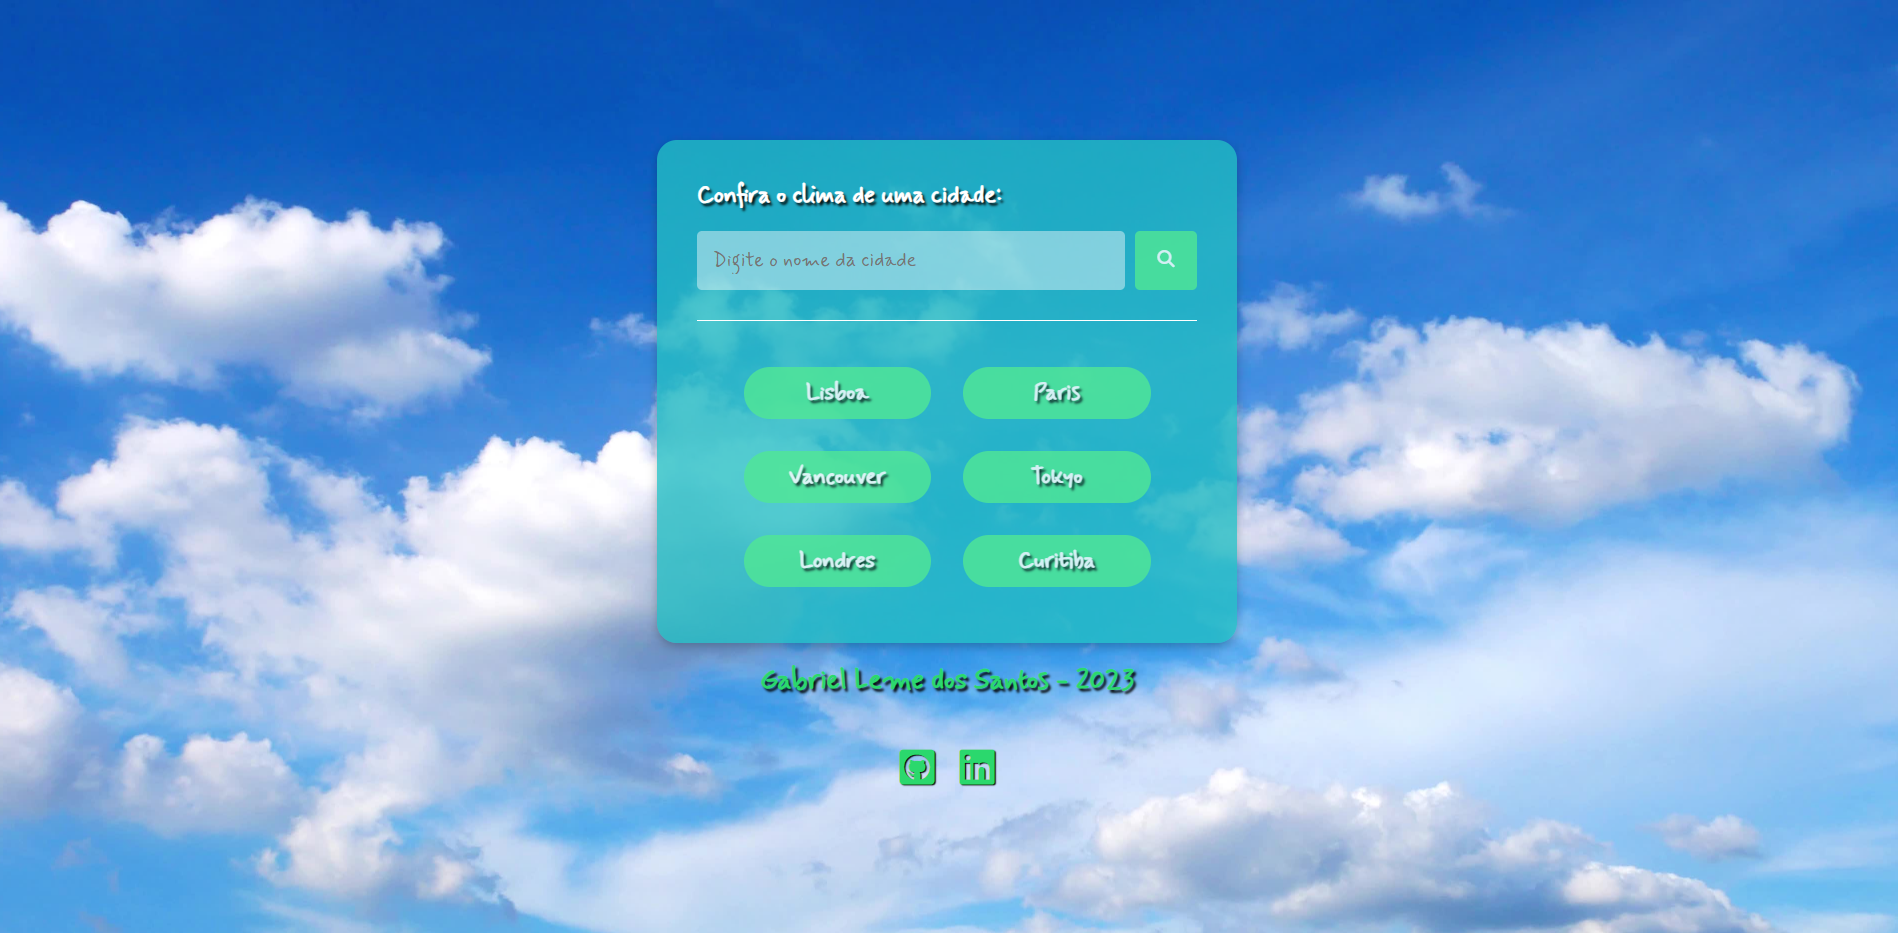 Confira o clima de uma cidade:
Digite o nome da cidade
Lisboa
Paris
Vancouver
Tokyo
Londres
Curitiba
Gabriel Leme dos Santos - 2023
in